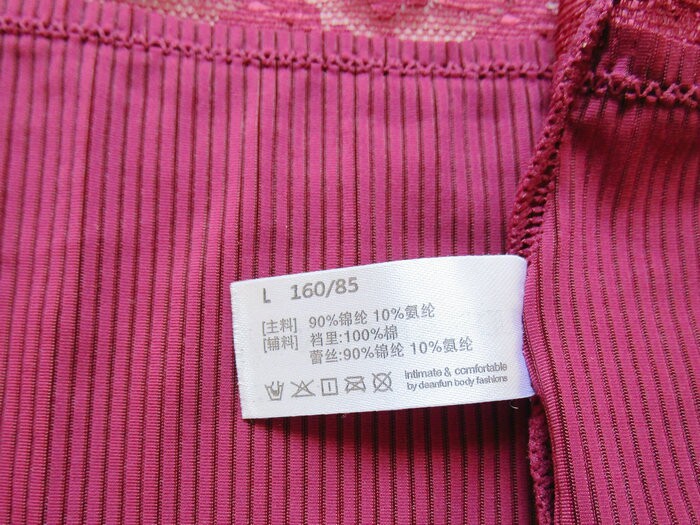 L 160/85
[主料] 90%锦纶 10%氨纶
[辅料] 裆里:100%棉
蕾丝:90%锦纶 10%氨纶
intimate & comfortable
by deanfun body fashions